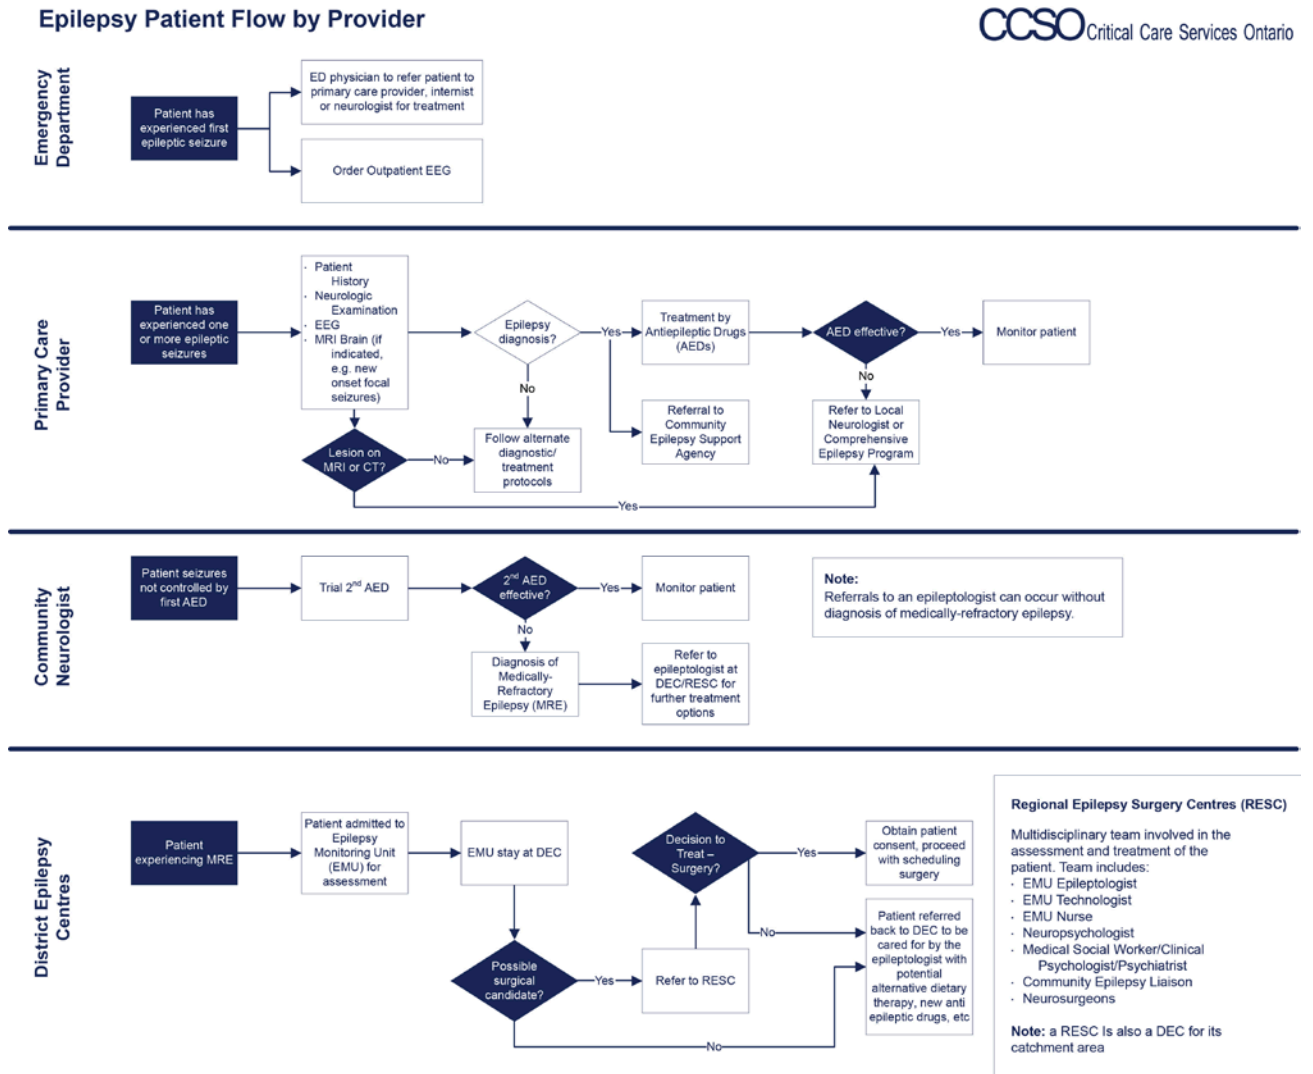 Epilepsy Patient Flow by Provider
CCSO Critical Care Services Ontario
Emergency
Department
Patient has
experienced first
epileptic seizure
ED physician to refer patient to
primary care provider, internist
or neurologist for treatment
Order Outpatient EEG
Primary Care
Provider
Patient has
experienced one
or more epileptic
seizures
· Patient
History
· Neurologic
Examination
· EEG
· MRI Brain (if
indicated,
e.g. new
onset focal
seizures)
Epilepsy
diagnosis?
Yes
Treatment by
Antiepileptic Drugs
(AEDs)
AED effective?
Yes
Monitor patient
No
No
Referral to
Community
Epilepsy Support
Agency
Refer to Local
Neurologist or
Comprehensive
Epilepsy Program
Lesion on
MRI or CT?
No
Follow alternate
diagnostic/
treatment
protocols
Yes
Community
Neurologist
Patient seizures
not controlled by
first AED
Trial 2nd AED
2nd AED
effective?
Yes
Monitor patient
No
Diagnosis of
Medically-
Refractory
Epilepsy (MRE)
Refer to
epileptologist at
DEC/RESC for
further treatment
options
Note:
Referrals to an epileptologist can occur without
diagnosis of medically-refractory epilepsy.
District Epilepsy
Centres
Patient
experiencing MRE
Patient admitted to
Epilepsy
Monitoring Unit
(EMU) for
assessment
EMU stay at DEC
Decision to
Treat –
Surgery?
Yes
Obtain patient
consent, proceed
with scheduling
surgery
No
Possible
surgical
candidate?
Yes
Refer to RESC
Patient referred
back to DEC to be
cared for by the
epileptologist with
potential
alternative dietary
therapy, new anti
epileptic drugs, etc
No
Regional Epilepsy Surgery Centres (RESC)
Multidisciplinary team involved in the
assessment and treatment of the
patient. Team includes:
· EMU Epileptologist
· EMU Technologist
· EMU Nurse
· Neuropsychologist
· Medical Social Worker/Clinical
Psychologist/Psychiatrist
· Community Epilepsy Liaison
· Neurosurgeons
Note: a RESC Is also a DEC for its
catchment area